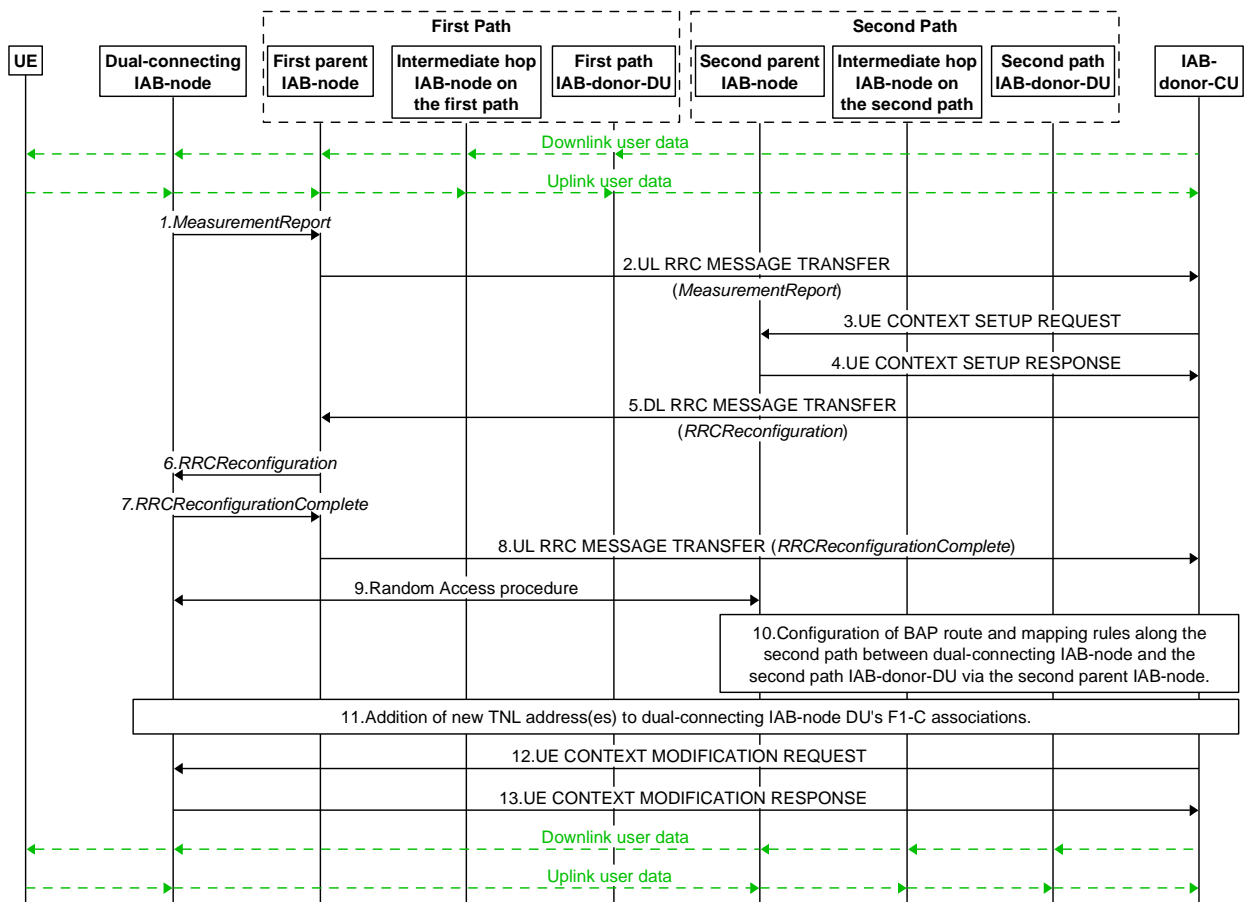 First Path
Second Path
UE
Dual-connecting
IAB-node
First parent
IAB-node
Intermediate hop
IAB-node on
the first path
First path
IAB-donor-DU
Second parent
IAB-node
Intermediate hop
IAB-node on
the second path
Second path
IAB-donor-DU
IAB-
donor-CU
Downlink user data
Uplink user data
1.MeasurementReport
2.UL RRC MESSAGE TRANSFER
(MeasurementReport)
3.UE CONTEXT SETUP REQUEST
4.UE CONTEXT SETUP RESPONSE
5.DL RRC MESSAGE TRANSFER
(RRCReconfiguration)
6.RRCReconfiguration
7.RRCReconfigurationComplete
8.UL RRC MESSAGE TRANSFER (RRCReconfigurationComplete)
9.Random Access procedure
10.Configuration of BAP route and mapping rules along the
second path between dual-connecting IAB-node and the
second path IAB-donor-DU via the second parent IAB-node.
11.Addition of new TNL address(es) to dual-connecting IAB-node DU's F1-C associations.
12.UE CONTEXT MODIFICATION REQUEST
13.UE CONTEXT MODIFICATION RESPONSE
Downlink user data
Uplink user data